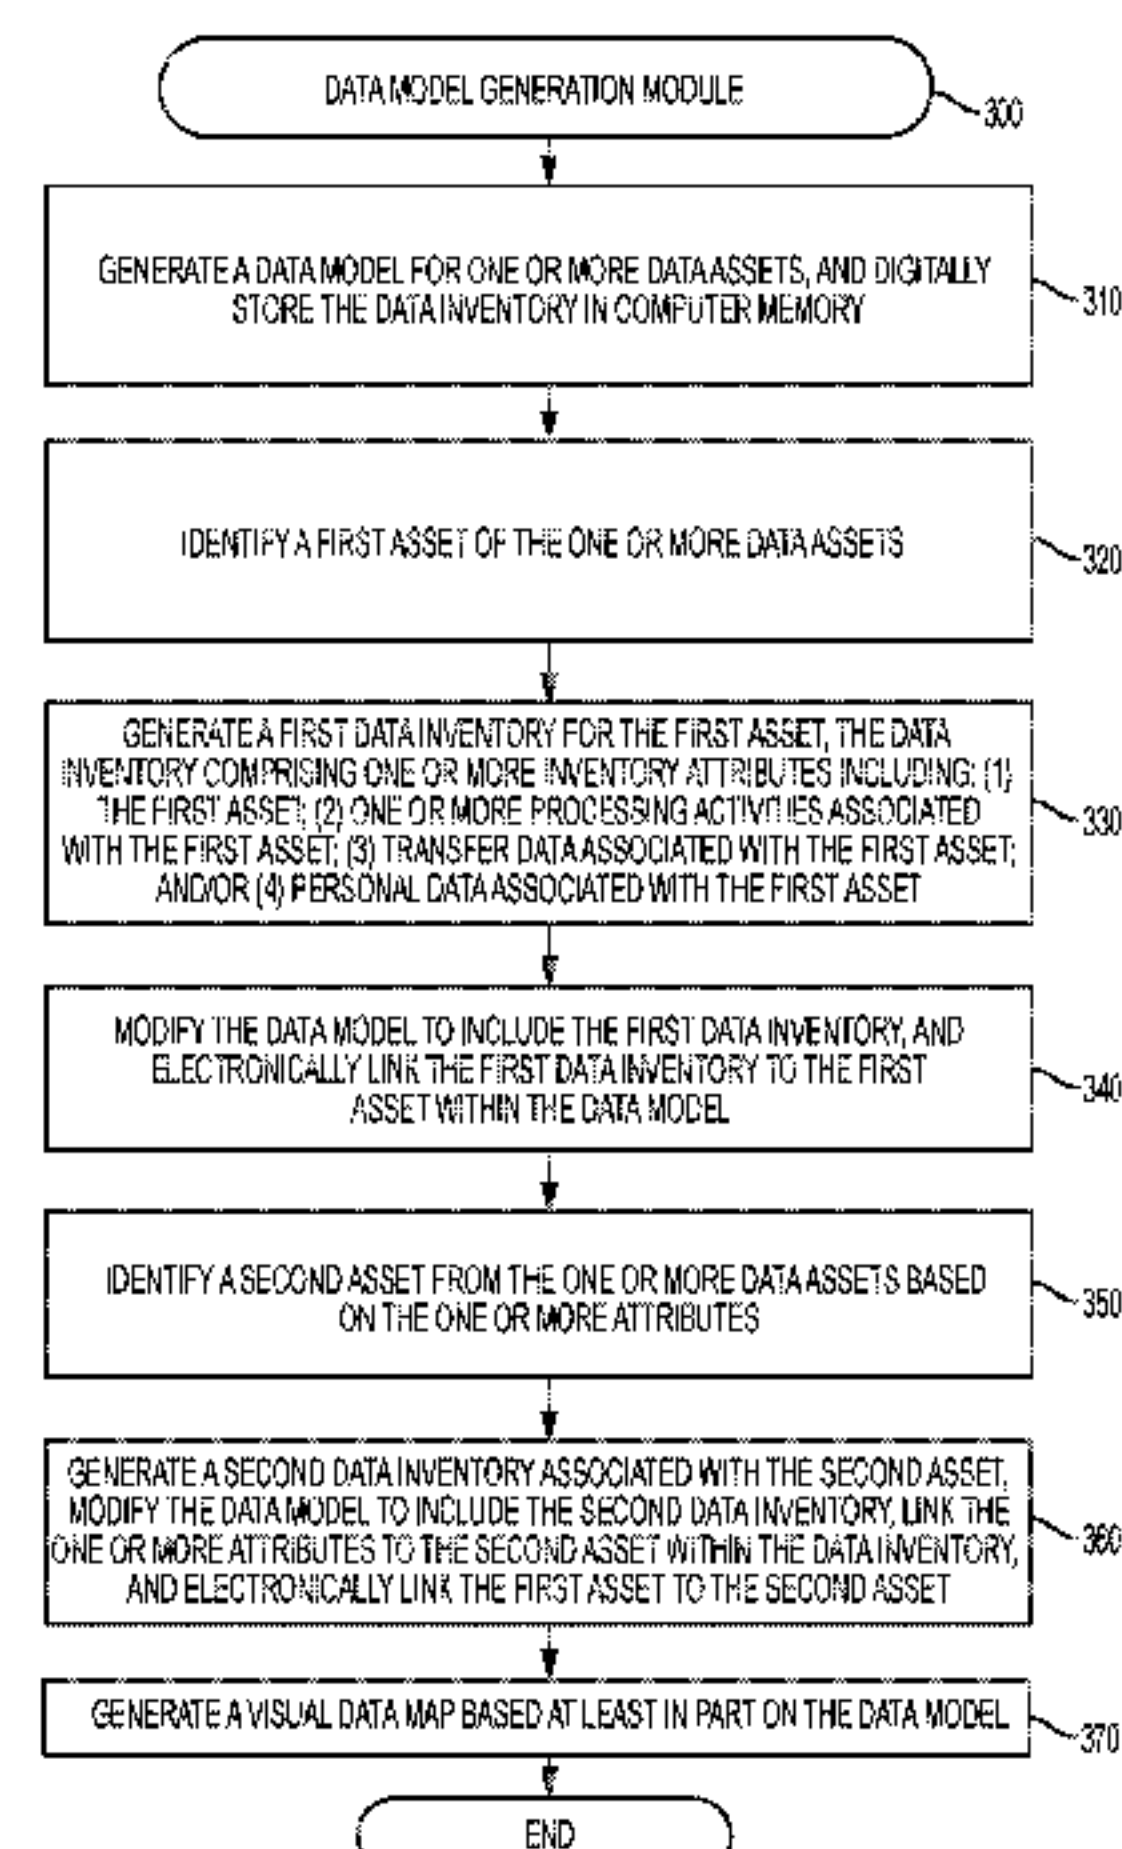 DATA MODEL GENERATION MODULE
300
GENERATE A DATA MODEL FOR ONE OR MORE DATA ASSETS, AND DIGITALLY
STORE THE DATA INVENTORY IN COMPUTER MEMORY
310
IDENTIFY A FIRST ASSET OF THE ONE OR MORE DATA ASSETS
320
GENERATE A FIRST DATA INVENTORY FOR THE FIRST ASSET, THE DATA
INVENTORY COMPRISING ONE OR MORE INVENTORY ATTRIBUTES INCLUDING: (1)
THE FIRST ASSET; (2) ONE OR MORE PROCESSING ACTIVITIES ASSOCIATED
WITH THE FIRST ASSET; (3) TRANSFER DATA ASSOCIATED WITH THE FIRST ASSET;
AND/OR (4) PERSONAL DATA ASSOCIATED WITH THE FIRST ASSET
330
MODIFY THE DATA MODEL TO INCLUDE THE FIRST DATA INVENTORY, AND
ELECTRONICALLY LINK THE FIRST DATA INVENTORY TO THE FIRST
ASSET WITHIN THE DATA MODEL
340
IDENTIFY A SECOND ASSET FROM THE ONE OR MORE DATA ASSETS BASED
ON THE ONE OR MORE ATTRIBUTES
350
GENERATE A SECOND DATA INVENTORY ASSOCIATED WITH THE SECOND ASSET,
MODIFY THE DATA MODEL TO INCLUDE THE SECOND DATA INVENTORY, LINK THE
ONE OR MORE ATTRIBUTES TO THE SECOND ASSET WITHIN THE DATA INVENTORY,
AND ELECTRONICALLY LINK THE FIRST ASSET TO THE SECOND ASSET
360
GENERATE A VISUAL DATA MAP BASED AT LEAST IN PART ON THE DATA MODEL
370
END